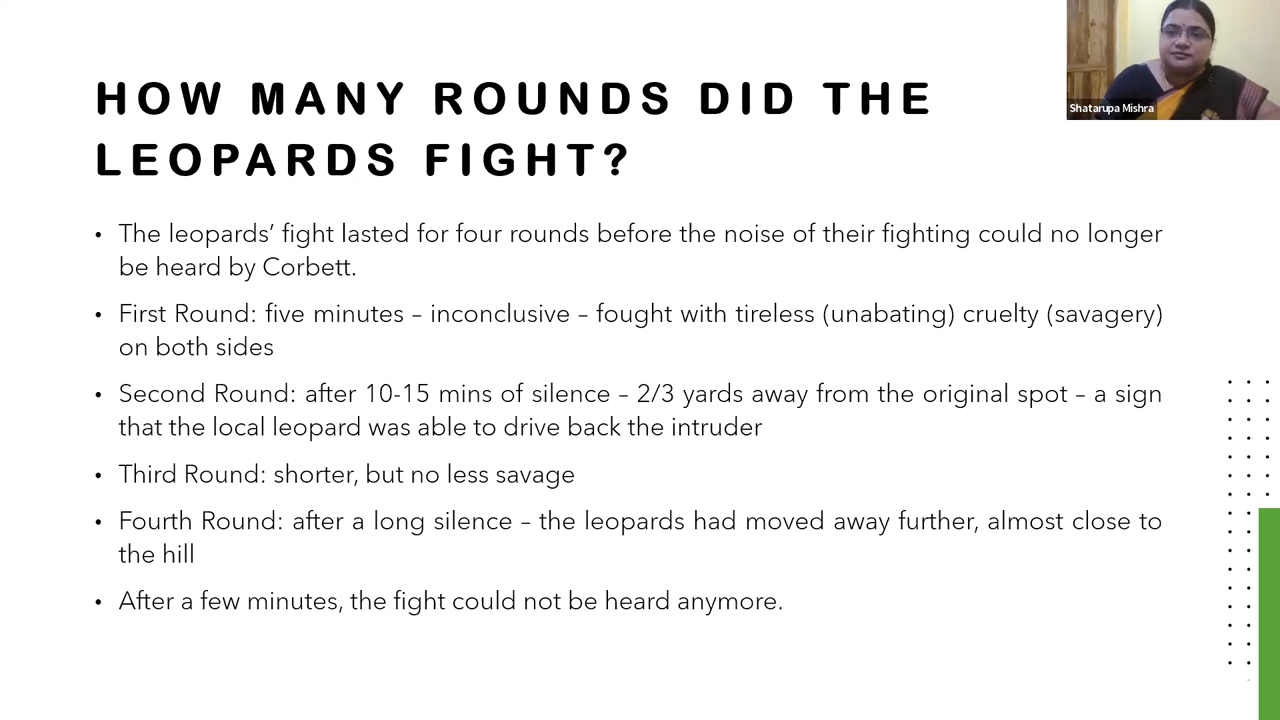 HOW MANY ROUNDS DID THE
LEOPARDS FIGHT?
Shatarupa Mishra
• The leopards’ fight lasted for four rounds before the noise of their fighting could no longer
be heard by Corbett.
• First Round: five minutes – inconclusive – fought with tireless (unabating) cruelty (savagery)
on both sides
• Second Round: after 10-15 mins of silence – 2/3 yards away from the original spot – a sign
that the local leopard was able to drive back the intruder
• Third Round: shorter, but no less savage
• Fourth Round: after a long silence – the leopards had moved away further, almost close to
the hill
• After a few minutes, the fight could not be heard anymore.